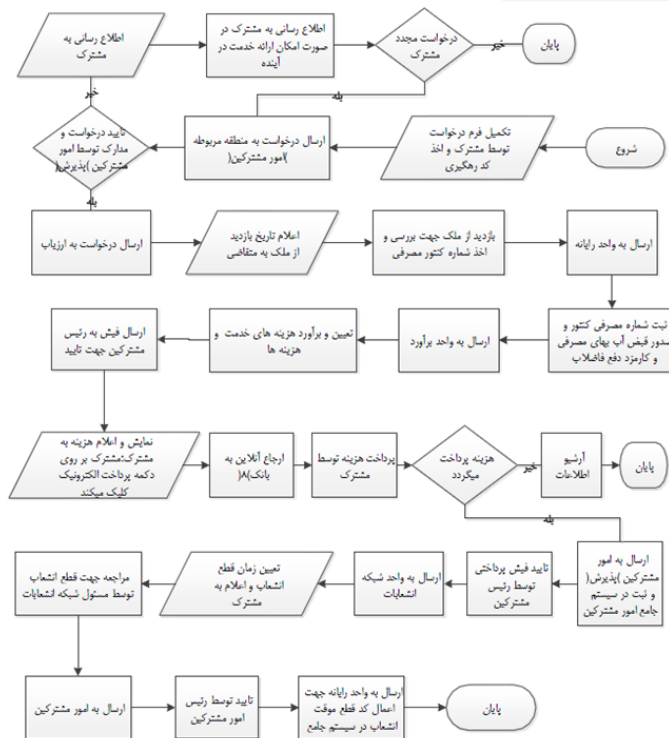 اطلاع رسانی به
مشترک
اطلاع رسانی به مشترک در
صورت امکان ارائه خدمت در
آینده
درخواست مجدد
مشترک
خیر
پایان
بله
خیر
شروع
تکمیل فرم درخواست
توسط مشترک و اخذ
کد رهگیری
ارسال درخواست به منطقه مربوطه
)امور مشترکین(
تایید درخواست و
مدارک توسط امور
مشترکین )پذیرش(
بله
ارسال درخواست به ارزیاب
اعلام تاریخ بازدید
از ملک به متقاضی
بازدید از ملک جهت بررسی و
اخذ شماره کنتور مصرفی
ارسال به واحد رایانه
ثبت شماره مصرفی کنتور و
صدور قبض آب بهای مصرفی
و کارمزد دفع فاضلاب
ارسال به واحد برآورد
تعیین و برآورد هزینه های خدمت و
هزینه ها
ارسال فیش به رئیس
مشترکین جهت تایید
نمایش و اعلام هزینه به
مشترک:مشترک بر روی
دکمه پرداخت الکترونیک
کلیک میکند
ارجاع آنلاین به
بانک)۸(
پرداخت هزینه توسط
مشترک
هزینه پرداخت
میگردد
خیر
آرشیو
اطلاعات
پایان
بله
ارسال به امور
مشترکین )پذیرش(
و ثبت در سیستم
جامع امور مشترکین
تایید فیش پرداختی
توسط رئیس
مشترکین
ارسال به واحد شبکه
انشعابات
تعیین زمان قطع
انشعاب و اعلام به
مشترک
مراجعه جهت قطع انشعاب
توسط مسئول شبکه انشعابات
ارسال به امور مشترکین
تایید توسط رئیس
امور مشترکین
ارسال به واحد رایانه جهت
اعمال کد قطع موقت
انشعاب در سیستم جامع
پایان